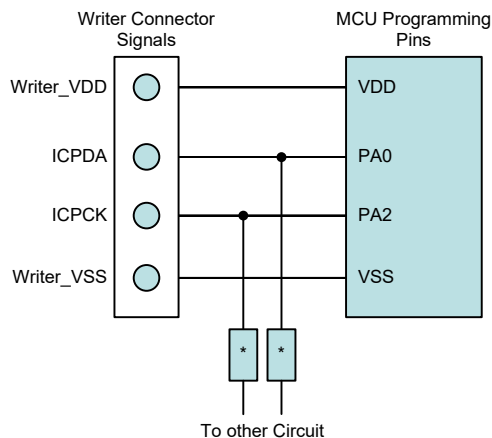 Writer Connector
Signals
MCU Programming
Pins
Writer_VDD
VDD
ICPDA
PA0
ICPCK
PA2
Writer_VSS
VSS
* *
To other Circuit